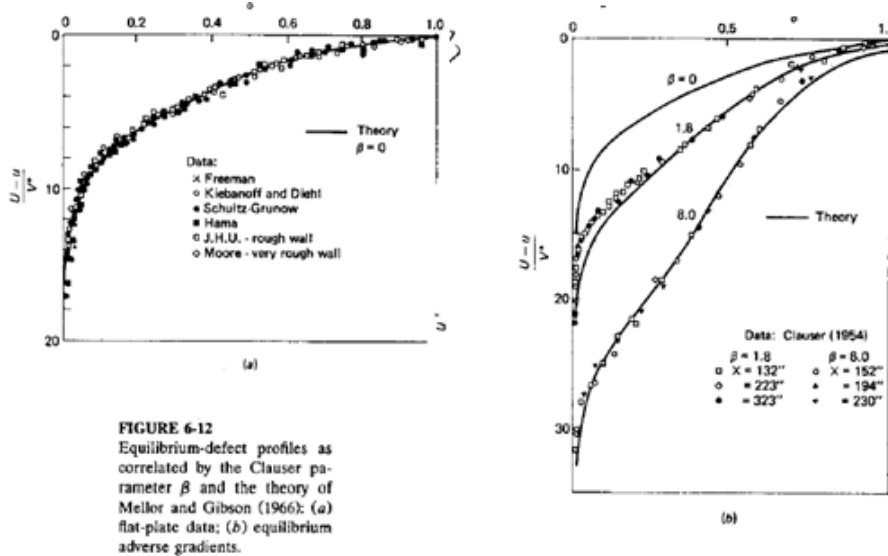 0 0.2 0.4 0.6 0.8 1.0
0
10
20
U – u
V*
Theory
β = 0
Data:
× Freeman
○ Klebanoff and Diehl
● Schultz-Grunow
■ Hama
□ J.H.U. - rough wall
◇ Moore - very rough wall
(a)
0 0.5 1.
0
10
20
30
U – u
V*
β = 0
1.8
8.0
Theory
Data: Clauser (1954)
β = 1.8 β = 8.0
□ X = 132" ○ X = 152"
◇ = 223" ▲ = 194"
● = 323" ▼ = 230"
(b)
FIGURE 6-12
Equilibrium-defect profiles as
correlated by the Clauser pa-
rameter β and the theory of
Mellor and Gibson (1966): (a)
flat-plate data; (b) equilibrium
adverse gradients.